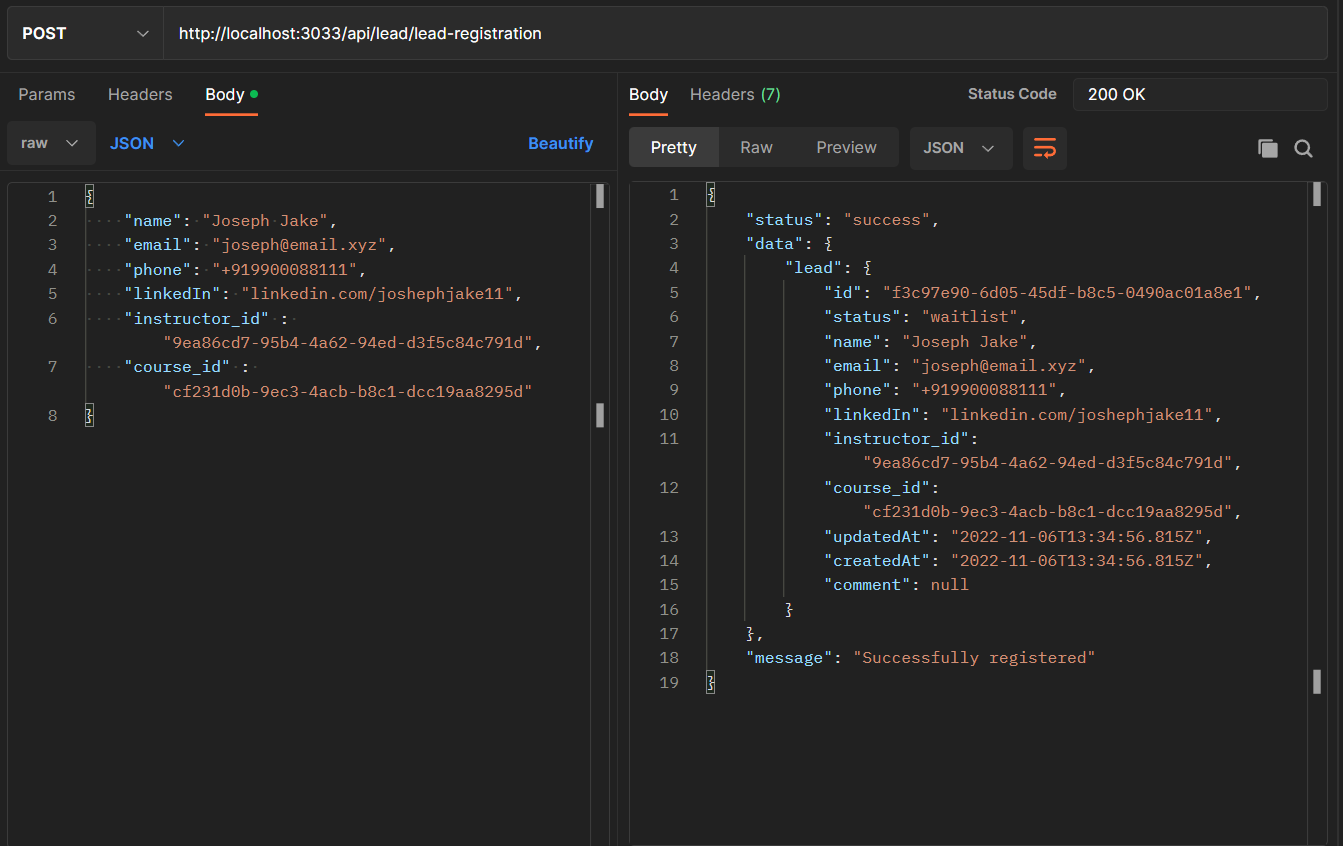 POST http://localhost:3033/api/lead/lead-registration
Params Headers Body
raw JSON Beautify
1 {
2 "name": "Joseph Jake",
3 "email": "joseph@email.xyz",
4 "phone": "+919900088111",
5 "linkedIn": "linkedin.com/joshephjake11",
6 "instructor_id" :
"9ea86cd7-95b4-4a62-94ed-d3f5c84c791d",
7 "course_id" :
"cf231d0b-9ec3-4acb-b8c1-dcc19aa8295d"
8 }
Body Headers (7) Status Code 200 OK
Pretty Raw Preview JSON
1 {
2 "status": "success",
3 "data": {
4 "lead": {
5 "id": "f3c97e90-6d05-45df-b8c5-0490ac01a8e1",
6 "status": "waitlist",
7 "name": "Joseph Jake",
8 "email": "joseph@email.xyz",
9 "phone": "+919900088111",
10 "linkedIn": "linkedin.com/joshephjake11",
11 "instructor_id":
"9ea86cd7-95b4-4a62-94ed-d3f5c84c791d",
12 "course_id":
"cf231d0b-9ec3-4acb-b8c1-dcc19aa8295d",
13 "updatedAt": "2022-11-06T13:34:56.815Z",
14 "createdAt": "2022-11-06T13:34:56.815Z",
15 "comment": null
16 }
17 },
18 "message": "Successfully registered"
19 }